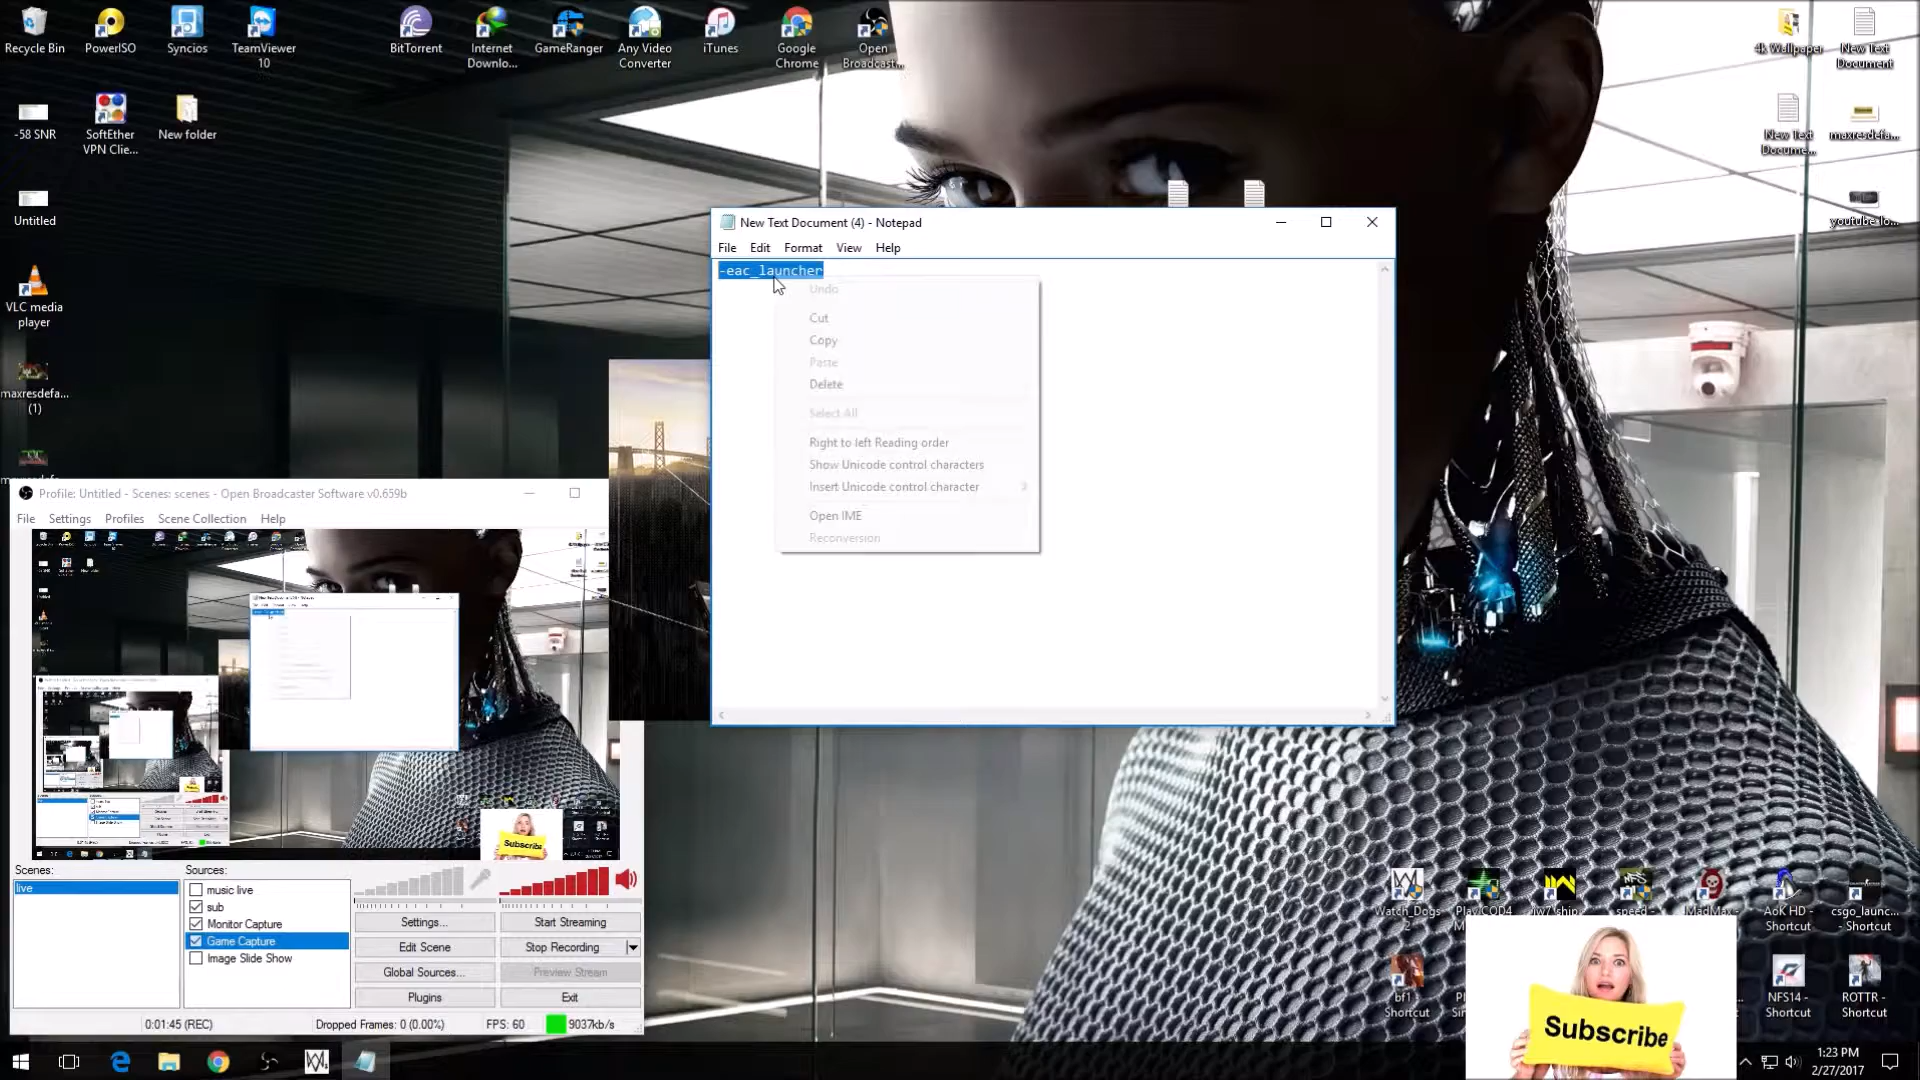 Recycle Bin
PowerISO
Syncios
TeamViewer
10
BitTorrent
Internet
Downlo...
GameRanger
Any Video
Converter
iTunes
Google
Chrome
Open
Broadcast...
4k Wallpaper
New Text
Document
-58 SNR
SoftEther
VPN Clie...
New folder
New Text
Docume...
maxresdefa...
Untitled
youtube-lo...
VLC media
player
maxresdefa...
(1)
New Text Document (4) - Notepad
File Edit Format View Help
-eac_launcher
Undo
Cut
Copy
Paste
Delete
Select All
Right to left Reading order
Show Unicode control characters
Insert Unicode control character
Open IME
Reconversion
Profile: Untitled - Scenes: scenes - Open Broadcaster Software v0.659b
File Settings Profiles Scene Collection Help
Subscribe
Scenes:
live
Sources:
music live
sub
Monitor Capture
Game Capture
Image Slide Show
Settings...
Start Streaming
Edit Scene
Stop Recording
Global Sources...
Preview Stream
Plugins
Exit
0:01:45 (REC)
Dropped Frames: 0 (0.00%)
FPS: 60
9037kb/s
Watch_Dogs
2
PlayCOD4
iw7_ship
speed -
MadMax -
AoK HD -
Shortcut
csgo_launc...
- Shortcut
bf1 -
Shortcut
NFS14 -
Shortcut
ROTTR -
Shortcut
Subscribe
1:23 PM
2/27/2017